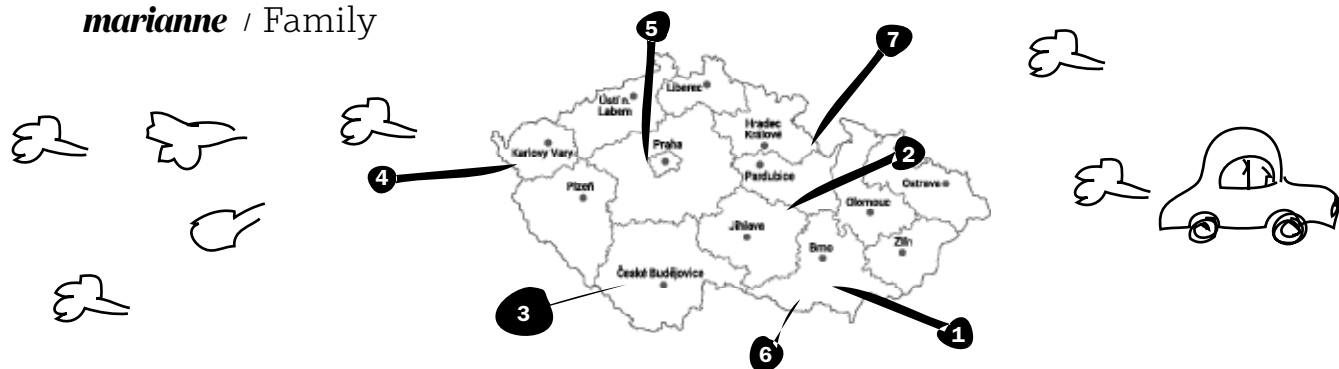 marianne / Family
5
7
Liberec
Ústí n.
Labem
Hradec
Králové
Karlovy Vary
Praha
2
4
Pardubice
Ostrava
Plzeň
Olomouc
Jihlava
Brno
Zlín
České Budějovice
3
1
6